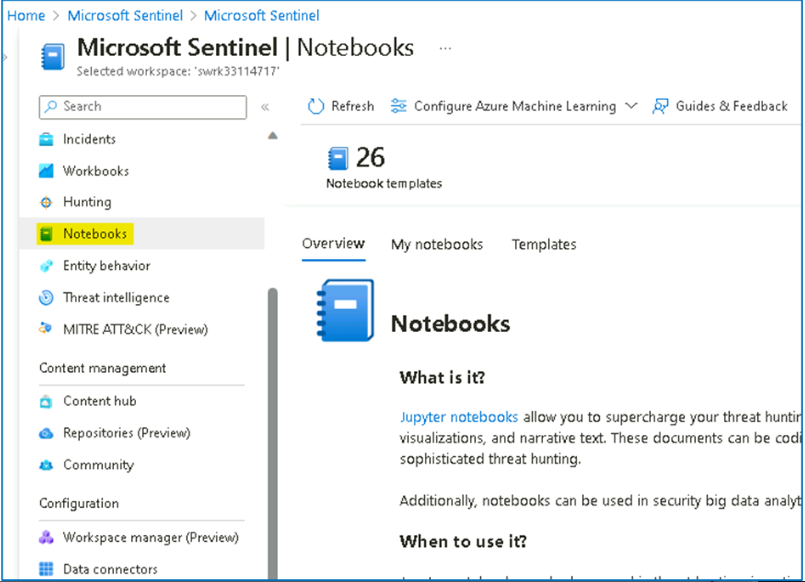 Home > Microsoft Sentinel > Microsoft Sentinel
Microsoft Sentinel | Notebooks ...
Selected workspace: 'swrk33114717'
Search
«
Refresh
Configure Azure Machine Learning
Guides & Feedback
Incidents
Workbooks
Hunting
Notebooks
Entity behavior
Threat intelligence
MITRE ATT&CK (Preview)
Content management
Content hub
Repositories (Preview)
Community
Configuration
Workspace manager (Preview)
Data connectors
26
Notebook templates
Overview
My notebooks
Templates
Notebooks
What is it?
Jupyter notebooks allow you to supercharge your threat huntin
visualizations, and narrative text. These documents can be codi
sophisticated threat hunting.
Additionally, notebooks can be used in security big data analyt
When to use it?